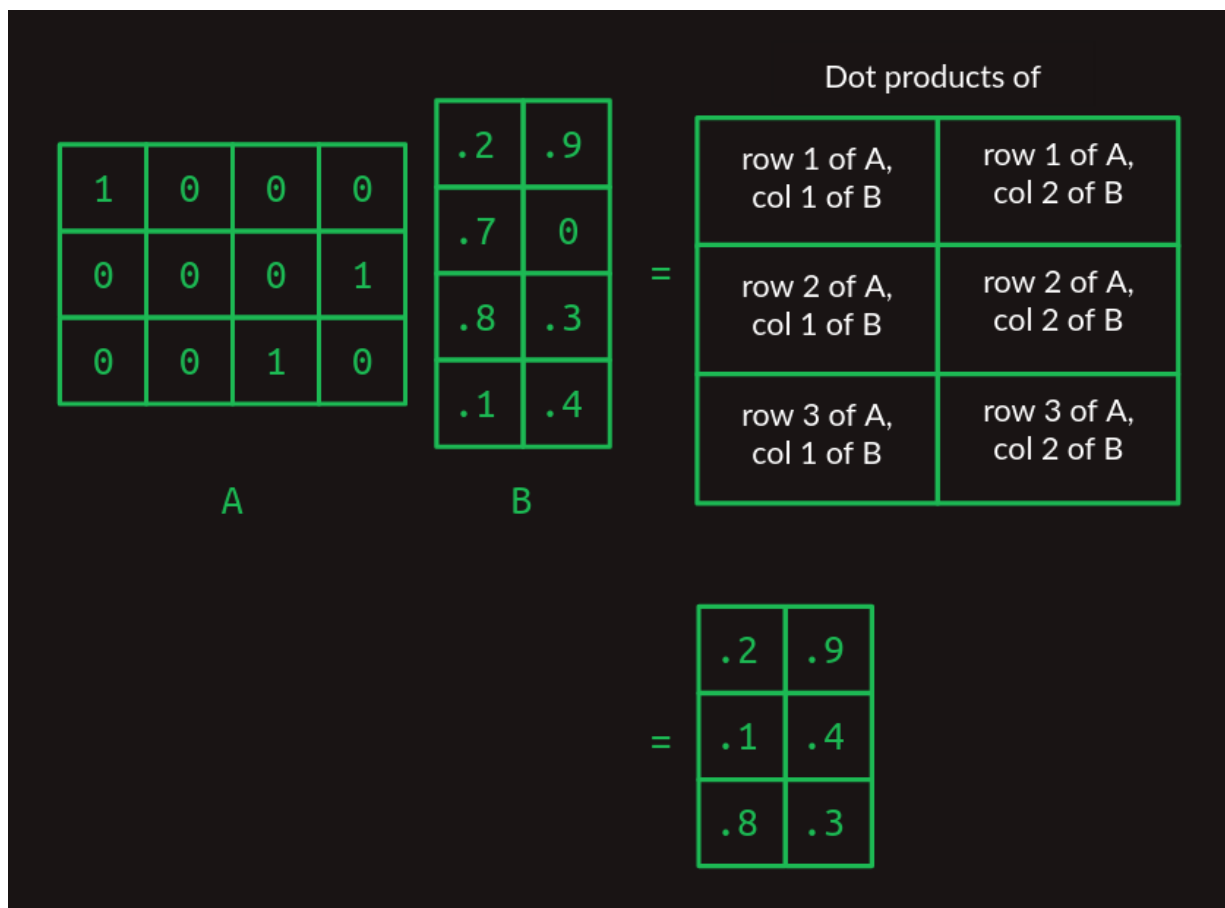 Dot products of
1 0 0 0
0 0 0 1
0 0 1 0
A
.2 .9
.7 0
.8 .3
.1 .4
B
=
row 1 of A,
col 1 of B
row 1 of A,
col 2 of B
row 2 of A,
col 1 of B
row 2 of A,
col 2 of B
row 3 of A,
col 1 of B
row 3 of A,
col 2 of B
=
.2 .9
.1 .4
.8 .3